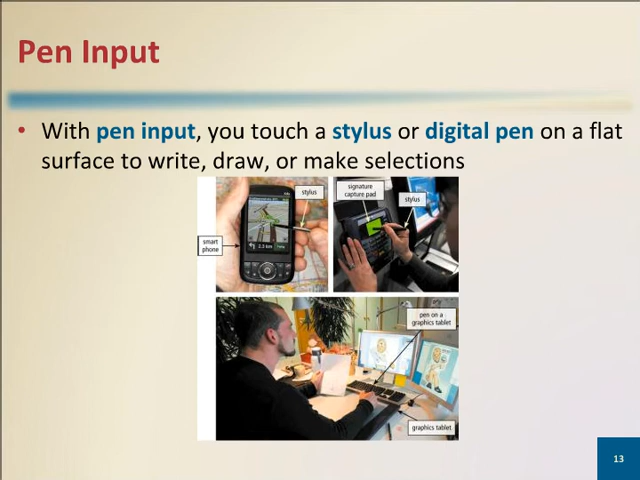 Pen Input
• With pen input, you touch a stylus or digital pen on a flat
surface to write, draw, or make selections
stylus
smart
phone
2.3 km
signature
capture pad
stylus
pen on a
graphics tablet
graphics tablet
13